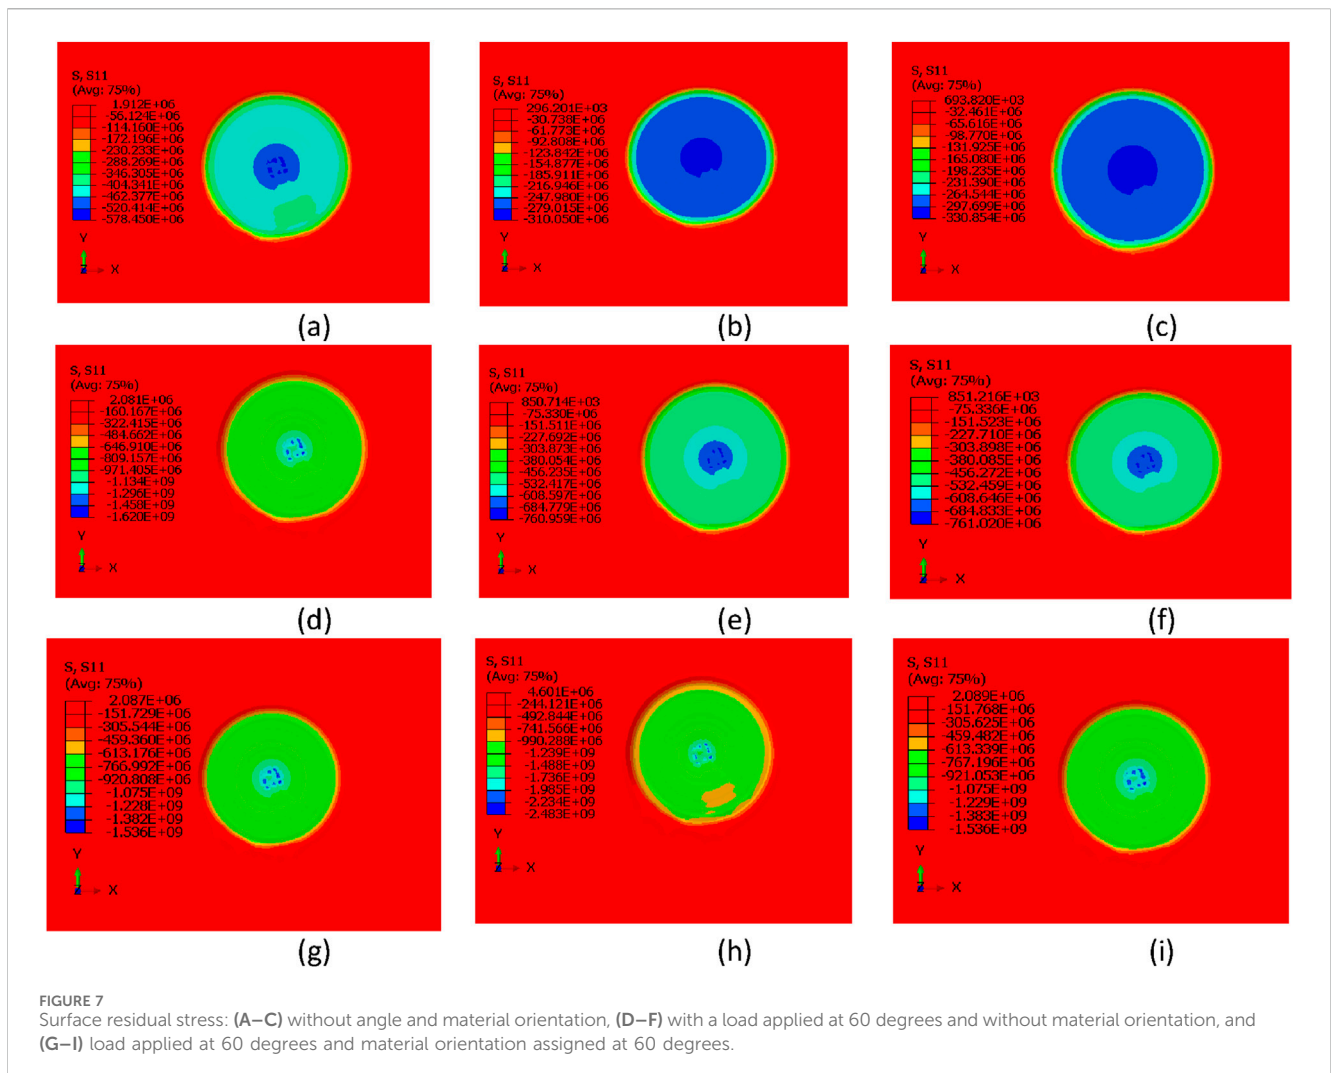 S, S11
(Avg: 75%)
1.912E+06
-56.124E+06
-114.160E+06
-172.196E+06
-230.233E+06
-288.269E+06
-346.305E+06
-404.341E+06
-462.377E+06
-520.414E+06
-578.450E+06
Y
Z X
(a)
S, S11
(Avg: 75%)
296.201E+03
-30.738E+06
-61.773E+06
-92.808E+06
-123.842E+06
-154.877E+06
-185.911E+06
-216.946E+06
-247.980E+06
-279.015E+06
-310.050E+06
Y
Z X
(b)
S, S11
(Avg: 75%)
693.820E+03
-32.461E+06
-65.616E+06
-98.770E+06
-131.925E+06
-165.080E+06
-198.235E+06
-231.390E+06
-264.544E+06
-297.699E+06
-330.854E+06
Y
Z X
(c)
S, S11
(Avg: 75%)
2.081E+06
-160.167E+06
-322.415E+06
-484.662E+06
-646.910E+06
-809.157E+06
-971.405E+06
-1.134E+09
-1.296E+09
-1.458E+09
-1.620E+09
Y
Z X
(d)
S, S11
(Avg: 75%)
850.714E+03
-75.330E+06
-151.511E+06
-227.692E+06
-303.873E+06
-380.054E+06
-456.235E+06
-532.417E+06
-608.597E+06
-684.779E+06
-760.959E+06
Y
Z X
(e)
S, S11
(Avg: 75%)
851.216E+03
-75.336E+06
-151.523E+06
-227.710E+06
-303.898E+06
-380.085E+06
-456.272E+06
-532.459E+06
-608.646E+06
-684.833E+06
-761.020E+06
Y
Z X
(f)
S, S11
(Avg: 75%)
2.087E+06
-151.729E+06
-305.544E+06
-459.360E+06
-613.176E+06
-766.992E+06
-920.808E+06
-1.075E+09
-1.228E+09
-1.382E+09
-1.536E+09
Y
Z X
(g)
S, S11
(Avg: 75%)
4.601E+06
-244.121E+06
-492.844E+06
-741.566E+06
-990.288E+06
-1.239E+09
-1.488E+09
-1.736E+09
-1.985E+09
-2.234E+09
-2.483E+09
Y
Z X
(h)
S, S11
(Avg: 75%)
2.089E+06
-151.768E+06
-305.625E+06
-459.482E+06
-613.339E+06
-767.196E+06
-921.053E+06
-1.075E+09
-1.229E+09
-1.383E+09
-1.536E+09
Y
Z X
(i)
FIGURE 7
Surface residual stress: (A–C) without angle and material orientation, (D–F) with a load applied at 60 degrees and without material orientation, and
(G–I) load applied at 60 degrees and material orientation assigned at 60 degrees.